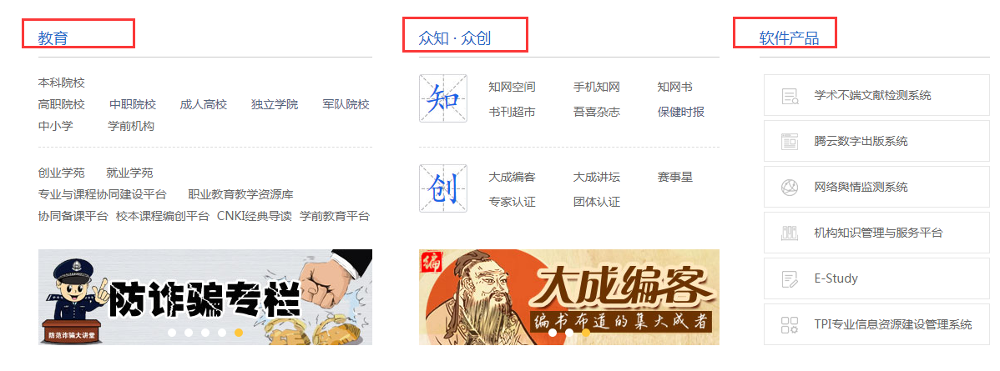 教育
本科院校
高职院校 中职院校 成人高校 独立学院 军队院校
中小学 学前机构
创业学苑 就业学苑
专业与课程协同建设平台 职业教育教学资源库
协同备课平台 校本课程编创平台 CNKI经典导读 学前教育平台
防诈骗专栏
防范诈骗大讲堂
众知·众创
知
知网空间 手机知网 知网书
书刊超市 吾喜杂志 保健时报
创
大成编客 大成讲坛 赛事星
专家认证 团体认证
编
大成编客
编书布道的集大成者
软件产品
学术不端文献检测系统
腾云数字出版系统
网络舆情监测系统
机构知识管理与服务平台
E-Study
TPI专业信息资源建设管理系统